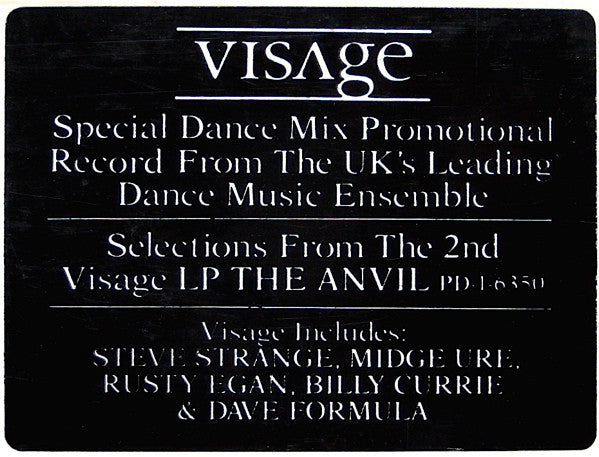 VISAge
Special Dance Mix Promotional
Record From The UK's Leading
Dance Music Ensemble
Selections From The 2nd
Visage LP THE ANVIL PD-1-6350
Visage Includes:
STEVE STRANGE, MIDGE URE,
RUSTY EGAN, BILLY CURRIE
& DAVE FORMULA